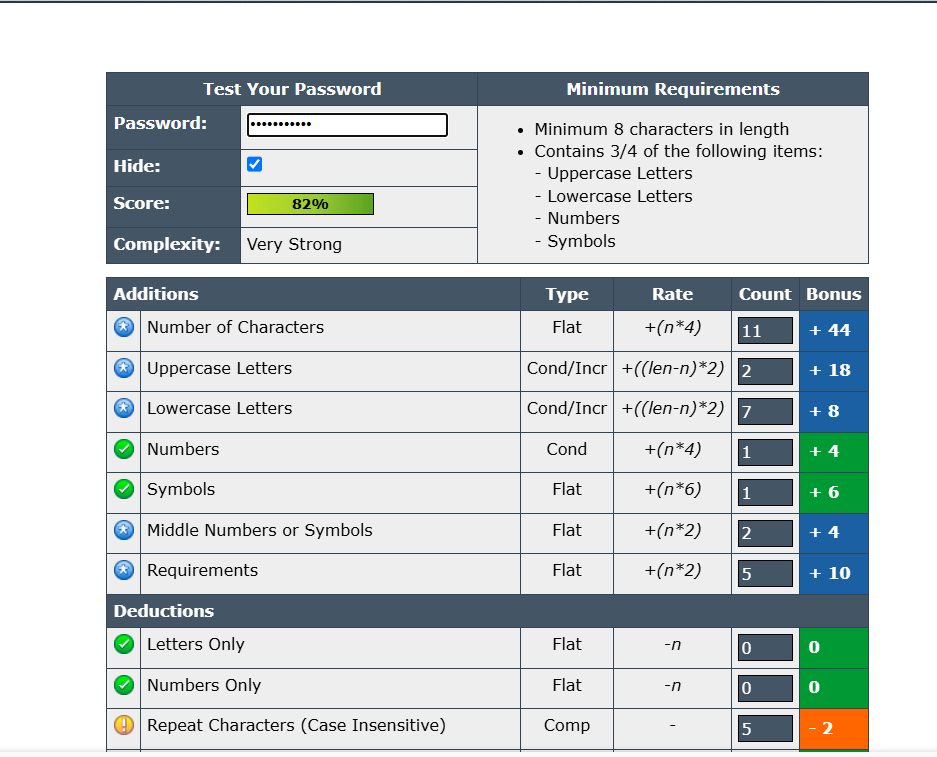 Test Your Password
Minimum Requirements
Password: •••••••••••
Hide:
Score: 82%
Complexity: Very Strong
• Minimum 8 characters in length
• Contains 3/4 of the following items:
- Uppercase Letters
- Lowercase Letters
- Numbers
- Symbols
Additions Type Rate Count Bonus
Number of Characters Flat +(n*4) 11 + 44
Uppercase Letters Cond/Incr +((len-n)*2) 2 + 18
Lowercase Letters Cond/Incr +((len-n)*2) 7 + 8
Numbers Cond +(n*4) 1 + 4
Symbols Flat +(n*6) 1 + 6
Middle Numbers or Symbols Flat +(n*2) 2 + 4
Requirements Flat +(n*2) 5 + 10
Deductions
Letters Only Flat -n 0 0
Numbers Only Flat -n 0 0
Repeat Characters (Case Insensitive) Comp - 5 - 2